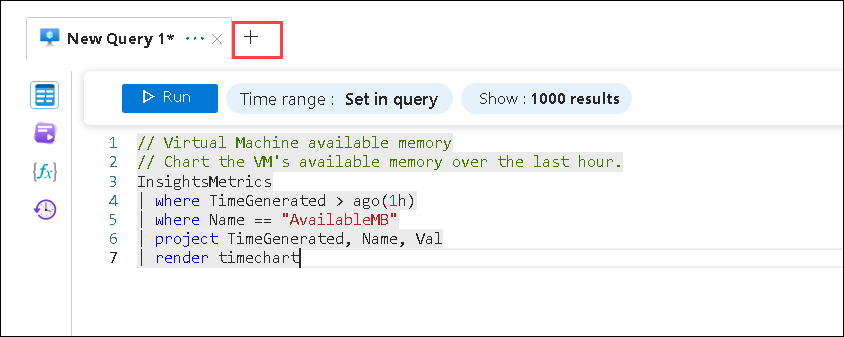 New Query 1*
Run
Time range : Set in query
Show : 1000 results
1 // Virtual Machine available memory
2 // Chart the VM's available memory over the last hour.
3 InsightsMetrics
4 | where TimeGenerated > ago(1h)
5 | where Name == "AvailableMB"
6 | project TimeGenerated, Name, Val
7 | render timechart
{fx}